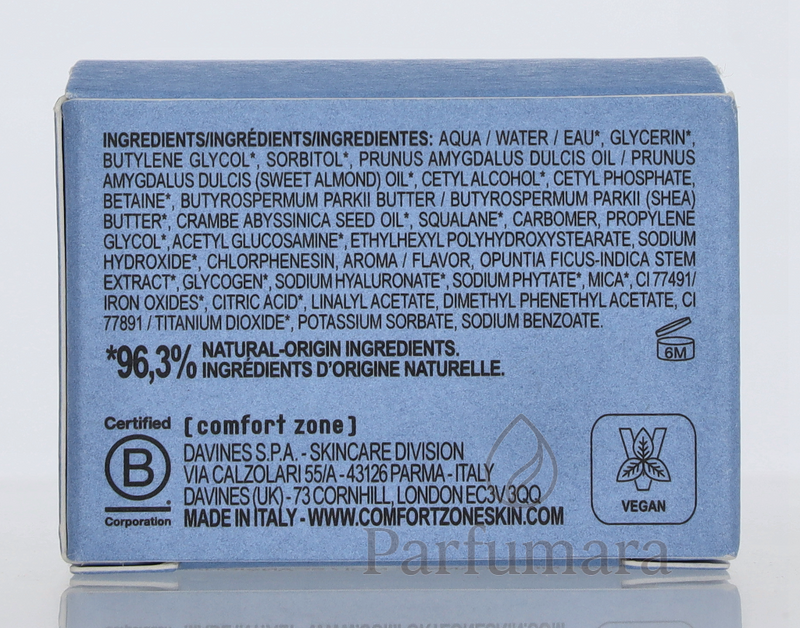 INGREDIENTS/INGRÉDIENTS/INGREDIENTES: AQUA / WATER / EAU*, GLYCERIN*,
BUTYLENE GLYCOL*, SORBITOL*, PRUNUS AMYGDALUS DULCIS OIL / PRUNUS
AMYGDALUS DULCIS (SWEET ALMOND) OIL*, CETYL ALCOHOL*, CETYL PHOSPHATE,
BETAINE*, BUTYROSPERMUM PARKII BUTTER / BUTYROSPERMUM PARKII (SHEA)
BUTTER*, CRAMBE ABYSSINICA SEED OIL*, SQUALANE*, CARBOMER, PROPYLENE
GLYCOL*, ACETYL GLUCOSAMINE*, ETHYLHEXYL POLYHYDROXYSTEARATE, SODIUM
HYDROXIDE*, CHLORPHENESIN, AROMA / FLAVOR, OPUNTIA FICUS-INDICA STEM
EXTRACT*, GLYCOGEN*, SODIUM HYALURONATE*, SODIUM PHYTATE*, MICA*, CI 77491/
IRON OXIDES*, CITRIC ACID*, LINALYL ACETATE, DIMETHYL PHENETHYL ACETATE, CI
77891 / TITANIUM DIOXIDE*, POTASSIUM SORBATE, SODIUM BENZOATE.
*96,3% NATURAL-ORIGIN INGREDIENTS.
INGRÉDIENTS D'ORIGINE NATURELLE.
6M
Certified
B
Corporation
[comfort zone]
DAVINES S.P.A. - SKINCARE DIVISION
VIA CALZOLARI 55/A - 43126 PARMA - ITALY
DAVINES (UK) - 73 CORNHILL, LONDON EC3V 3QQ
MADE IN ITALY - WWW.COMFORTZONESKIN.COM
VEGAN
Parfumara